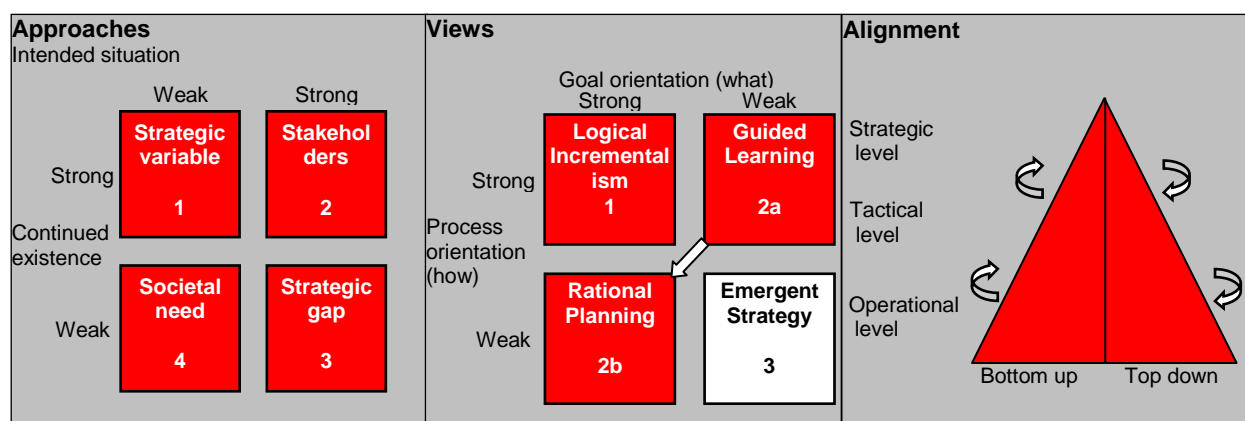 Approaches
Intended situation
Weak Strong
Strategic
variable
1
Stakehol
ders
2
Strong
Continued
existence
Societal
need
4
Strategic
gap
3
Weak
Views
Goal orientation (what)
Strong Weak
Logical
Incremental
ism
1
Guided
Learning
2a
Strong
Process
orientation
(how)
Rational
Planning
2b
Emergent
Strategy
3
Weak
Alignment
Strategic
level
Tactical
level
Operational
level
Bottom up Top down